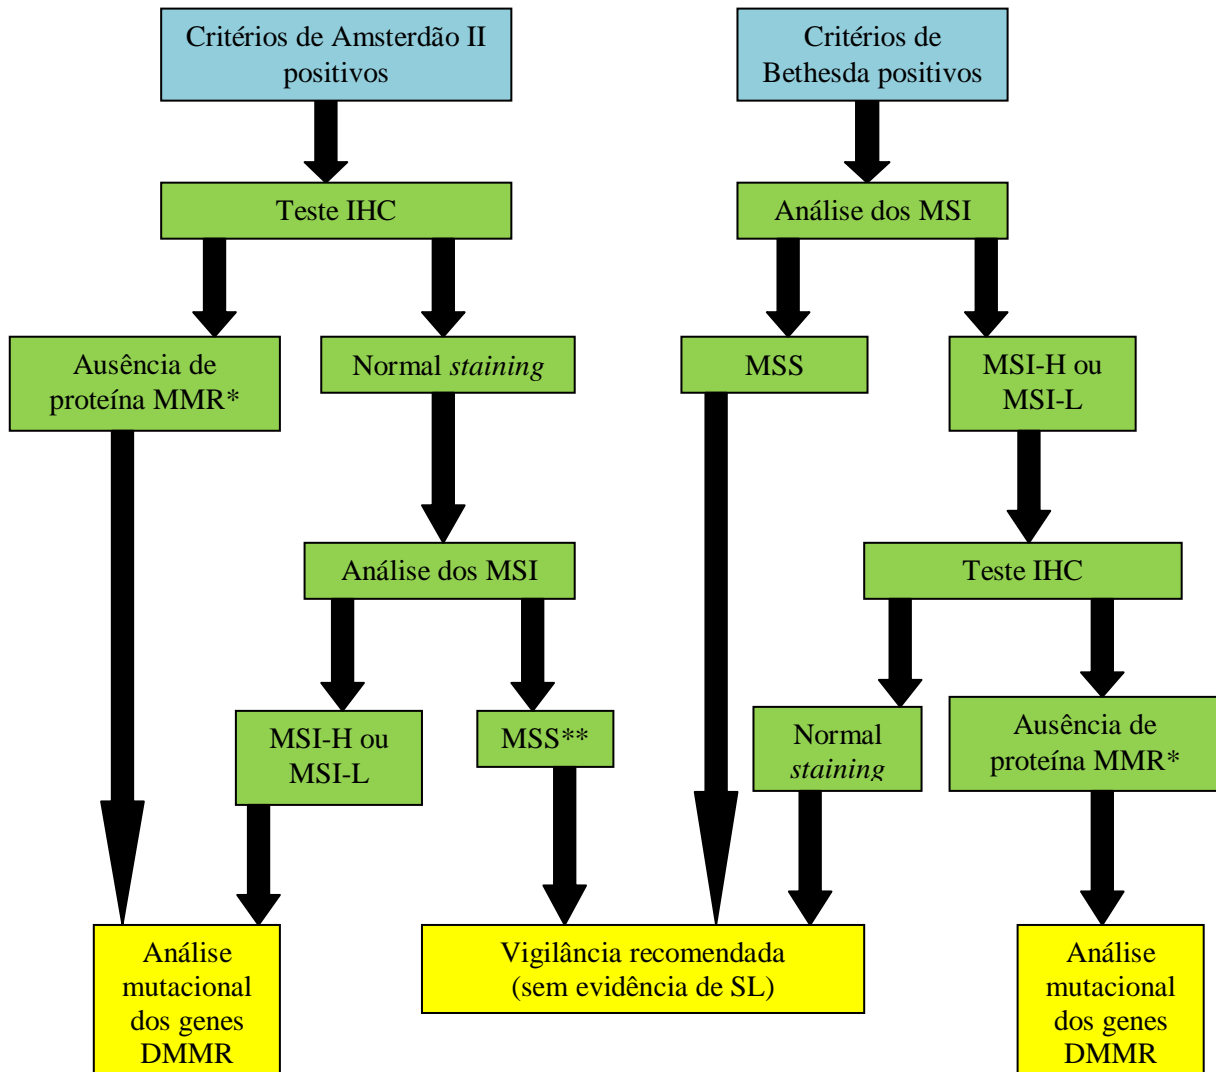 Critérios de Amsterdão II
positivos
Critérios de
Bethesda positivos
Teste IHC
Análise dos MSI
Ausência de
proteína MMR*
Normal staining
MSS
MSI-H ou
MSI-L
Análise dos MSI
Teste IHC
MSI-H ou
MSI-L
MSS**
Normal
staining
Ausência de
proteína MMR*
Análise
mutacional
dos genes
DMMR
Vigilância recomendada
(sem evidência de SL)
Análise
mutacional
dos genes
DMMR